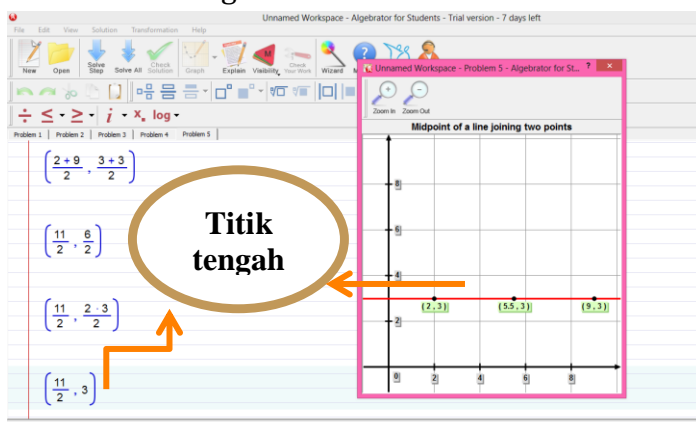 Unnamed Workspace - Algebrator for Students - Trial version - 7 days left
File Edit View Solution Transformation Help
New Open Solve Step Solve All Check Solution Graph Explain Visibility Your Work Wizard
÷ ≤ ≥ i x. log
Problem 1 Problem 2 Problem 3 Problem 4 Problem 5
(2 + 9 / 2 , 3 + 3 / 2)
(11 / 2 , 6 / 2)
(11 / 2 , 2 · 3 / 2)
(11 / 2 , 3)
Titik
tengah
Unnamed Workspace - Problem 5 - Algebrator for St... ? ×
Zoom In Zoom Out
Midpoint of a line joining two points
8
6
4
(2 , 3) (5.5 , 3) (9 , 3)
2
0 2 4 6 8